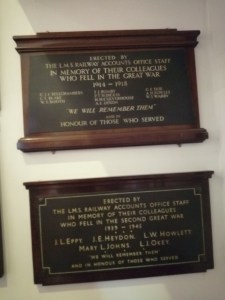 ERECTED BY
THE L.M.S. RAILWAY ACCOUNTS OFFICE STAFF
IN MEMORY OF THEIR COLLEAGUES
WHO FELL IN THE GREAT WAR
1914 – 1918
"WE WILL REMEMBER THEM"
ALSO IN
HONOUR OF THOSE WHO SERVED
ERECTED BY
THE L.M.S. RAILWAY ACCOUNTS OFFICE STAFF
IN MEMORY OF THEIR COLLEAGUES
WHO FELL IN THE SECOND GREAT WAR
1939 – 1945
J.L. EPPY. J.E. HEYDON. L.W. HOWLETT
MARY L. JOHNS. L.J. OKEY
"WE WILL REMEMBER THEM"
AND IN HONOUR OF THOSE WHO SERVED